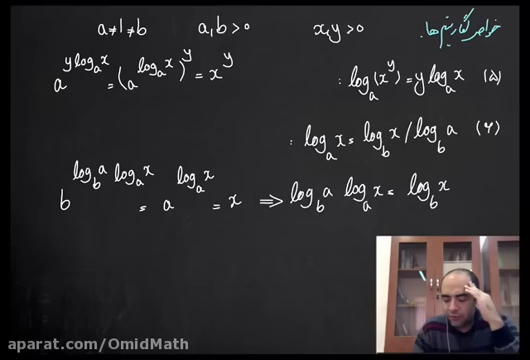 خواص لگاریتم ها: x,y > 0 a,b > 0 a ≠ 1 ≠ b
(۵) log_a(x^y) = y log_a x :
a^{y log_a x} = (a^{log_a x})^y = x^y
(۶) log_a x = log_b x / log_b a :
b^{log_b a log_a x} = a^{log_a x} = x ⟹ log_b a log_a x = log_b x
aparat.com/OmidMath